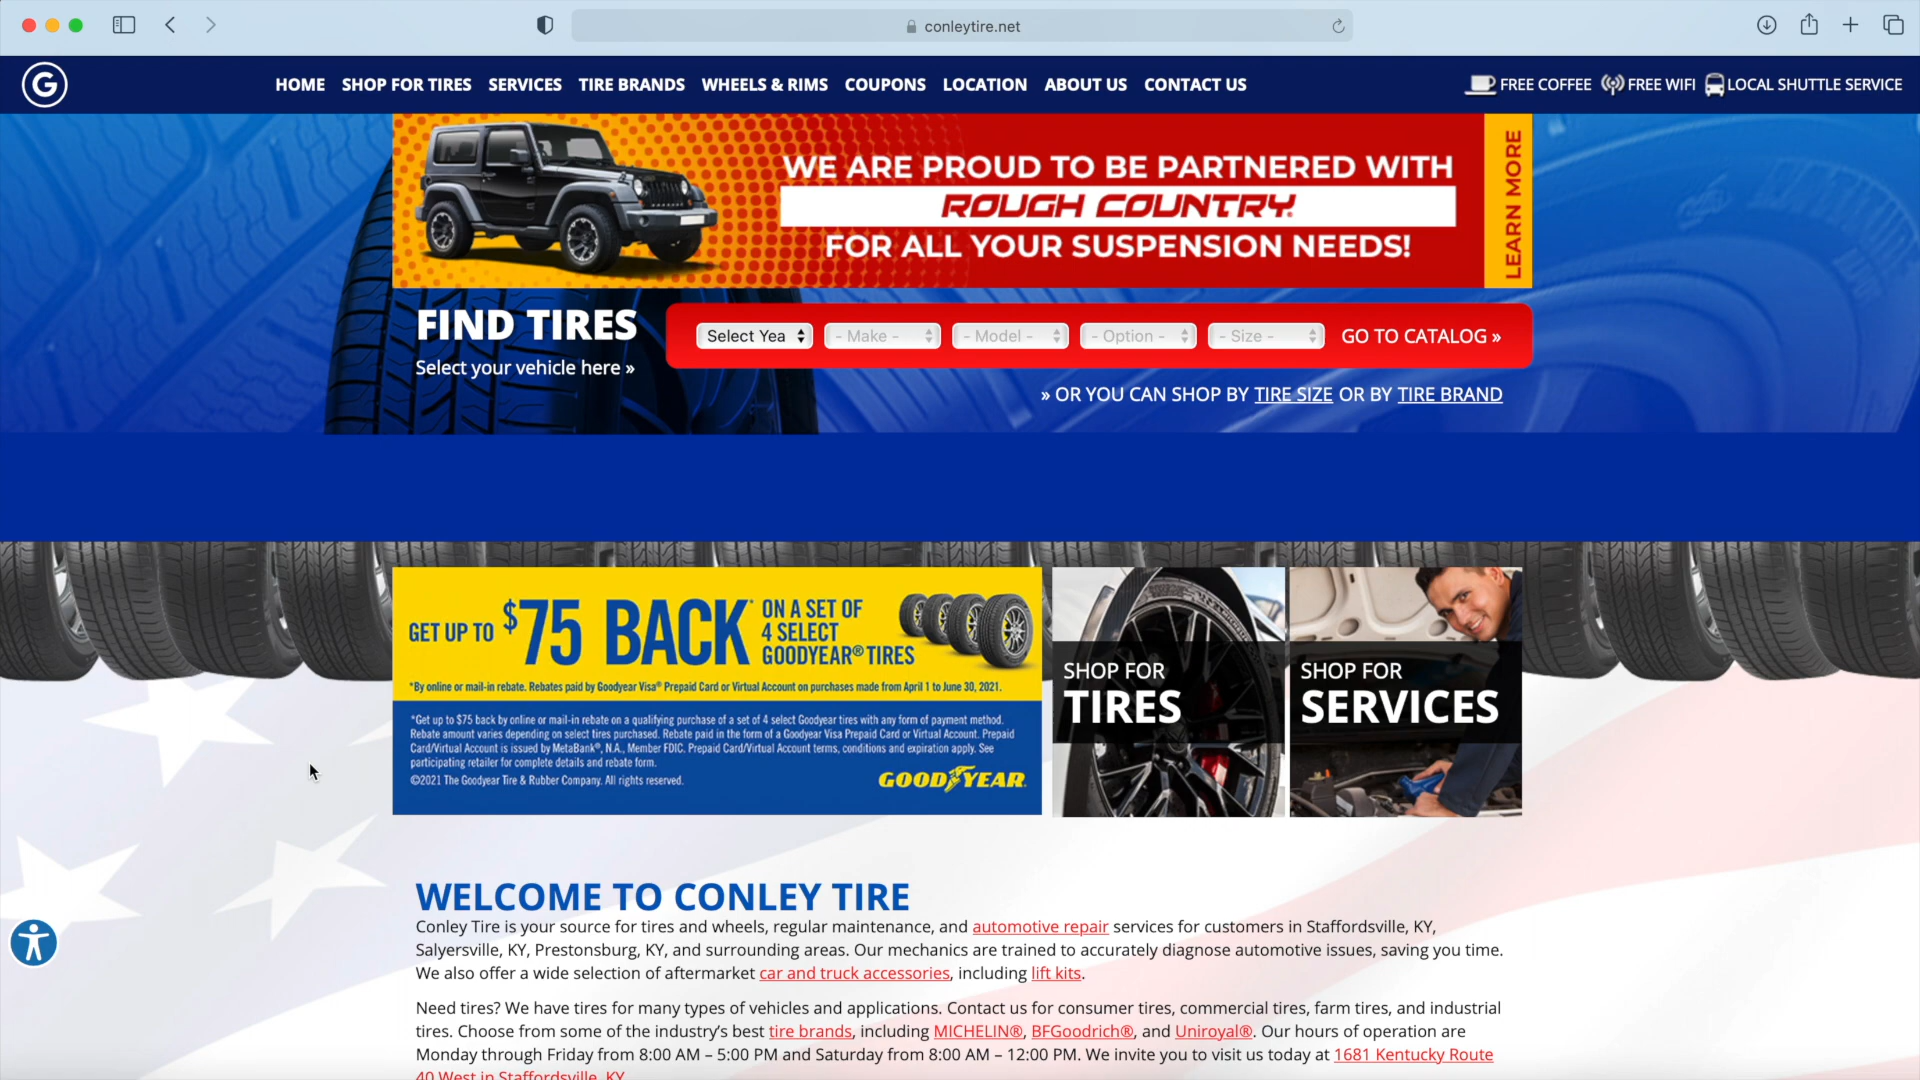 conleytire.net
G
HOME SHOP FOR TIRES SERVICES TIRE BRANDS WHEELS & RIMS COUPONS LOCATION ABOUT US CONTACT US
FREE COFFEE FREE WIFI LOCAL SHUTTLE SERVICE
WE ARE PROUD TO BE PARTNERED WITH
ROUGH COUNTRY
FOR ALL YOUR SUSPENSION NEEDS!
LEARN MORE
FIND TIRES
Select your vehicle here »
Select Yea - Make - - Model - - Option - - Size - GO TO CATALOG »
» OR YOU CAN SHOP BY TIRE SIZE OR BY TIRE BRAND
GET UP TO $75 BACK* ON A SET OF
4 SELECT
GOODYEAR® TIRES
*By online or mail-in rebate. Rebates paid by Goodyear Visa® Prepaid Card or Virtual Account on purchases made from April 1 to June 30, 2021.
*Get up to $75 back by online or mail-in rebate on a qualifying purchase of a set of 4 select Goodyear tires with any form of payment method.
Rebate amount varies depending on select tires purchased. Rebate paid in the form of a Goodyear Visa Prepaid Card or Virtual Account. Prepaid
Card/Virtual Account is issued by MetaBank®, N.A., Member FDIC. Prepaid Card/Virtual Account terms, conditions and expiration apply. See
participating retailer for complete details and rebate form.
©2021 The Goodyear Tire & Rubber Company. All rights reserved.
GOODYEAR
SHOP FOR
TIRES
SHOP FOR
SERVICES
WELCOME TO CONLEY TIRE
Conley Tire is your source for tires and wheels, regular maintenance, and automotive repair services for customers in Staffordsville, KY,
Salyersville, KY, Prestonsburg, KY, and surrounding areas. Our mechanics are trained to accurately diagnose automotive issues, saving you time.
We also offer a wide selection of aftermarket car and truck accessories, including lift kits.
Need tires? We have tires for many types of vehicles and applications. Contact us for consumer tires, commercial tires, farm tires, and industrial
tires. Choose from some of the industry's best tire brands, including MICHELIN®, BFGoodrich®, and Uniroyal®. Our hours of operation are
Monday through Friday from 8:00 AM – 5:00 PM and Saturday from 8:00 AM – 12:00 PM. We invite you to visit us today at 1681 Kentucky Route
40 West in Staffordsville, KY